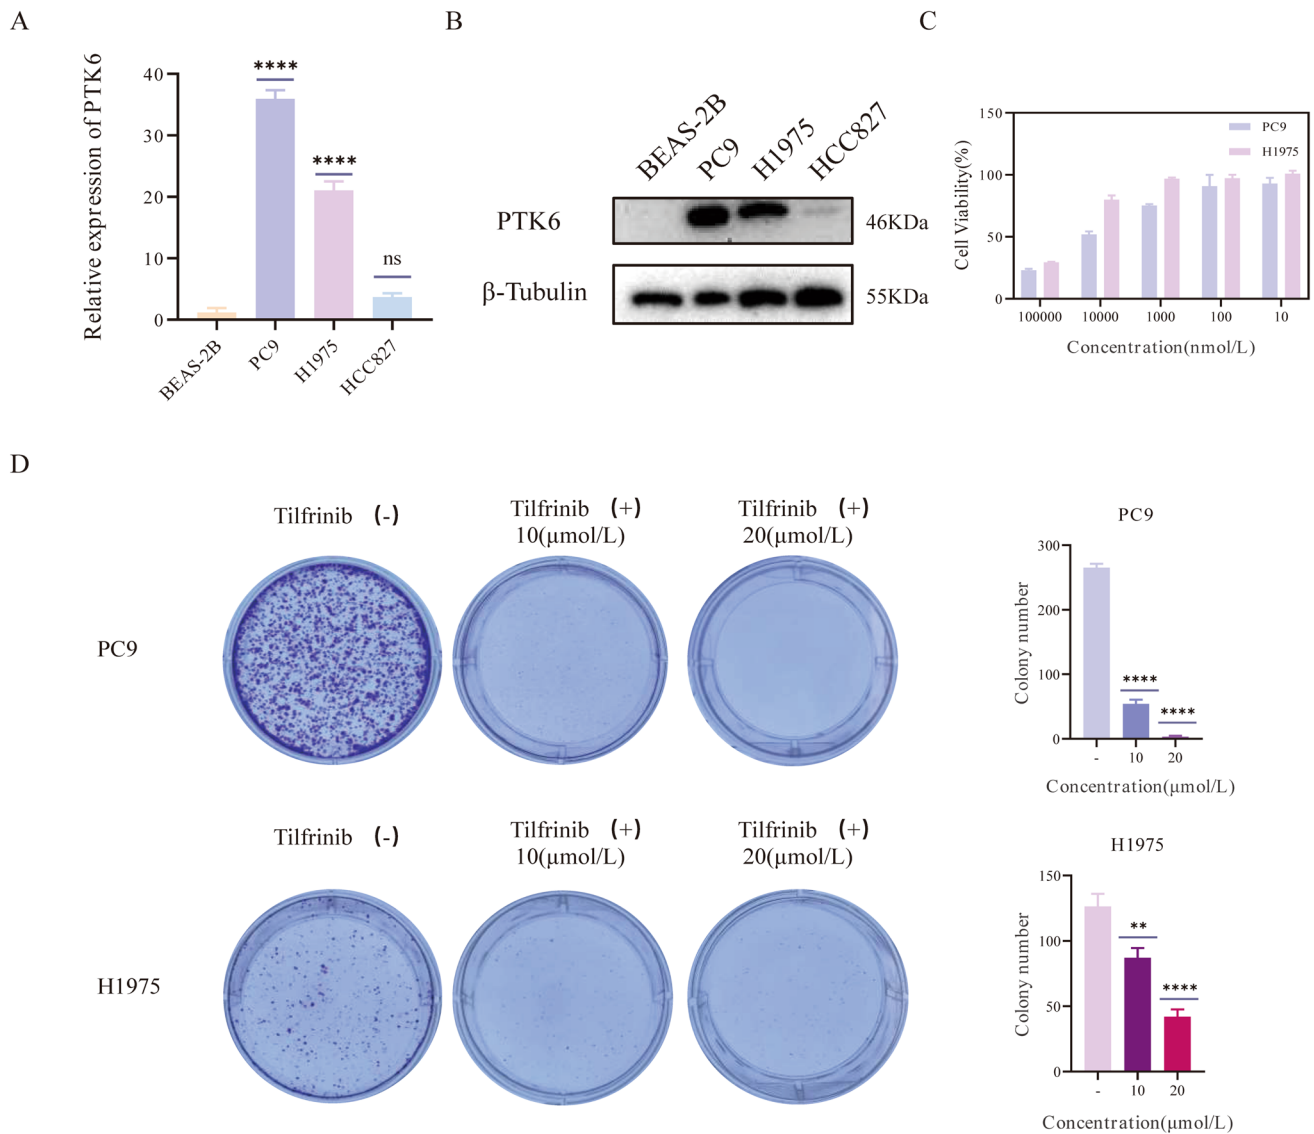 A
Relative expression of PTK6
40
30
20
10
0
****
****
ns
BEAS-2B
PC9
H1975
HCC827
B
BEAS-2B
PC9
H1975
HCC827
PTK6
46KDa
β-Tubulin
55KDa
C
Cell Viability(%)
150
100
50
0
PC9
H1975
100000
10000
1000
100
10
Concentration(nmol/L)
D
Tilfrinib (-)
Tilfrinib (+)
10(μmol/L)
Tilfrinib (+)
20(μmol/L)
PC9
PC9
Colony number
300
200
100
0
****
****
-
10
20
Concentration(μmol/L)
Tilfrinib (-)
Tilfrinib (+)
10(μmol/L)
Tilfrinib (+)
20(μmol/L)
H1975
H1975
Colony number
150
100
50
0
**
****
-
10
20
Concentration(μmol/L)